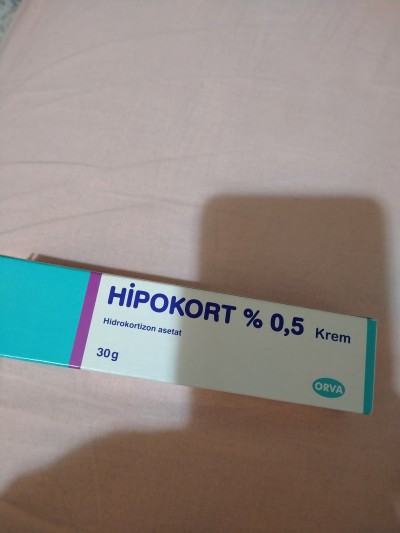 HİPOKORT % 0,5 Krem
Hidrokortizon asetat
30g
ORVA